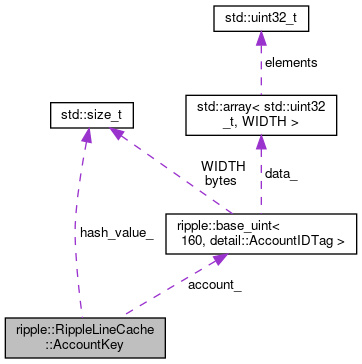 std::uint32_t
elements
std::array< std::uint32
_t, WIDTH >
std::size_t
WIDTH
bytes
data_
ripple::base_uint<
160, detail::AccountIDTag >
hash_value_
account_
ripple::RippleLineCache
::AccountKey